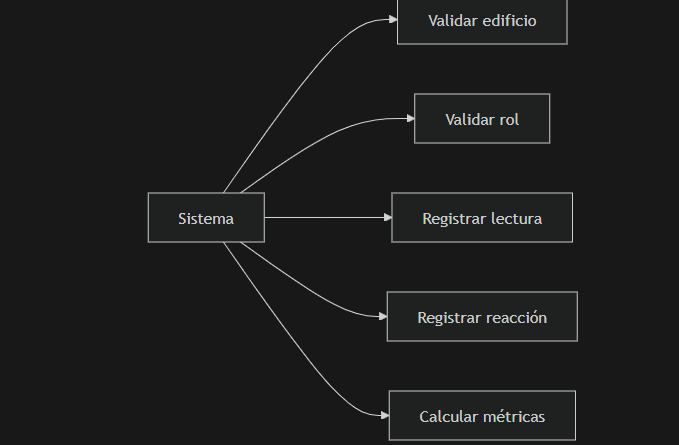 Validar edificio
Validar rol
Sistema
Registrar lectura
Registrar reacción
Calcular métricas